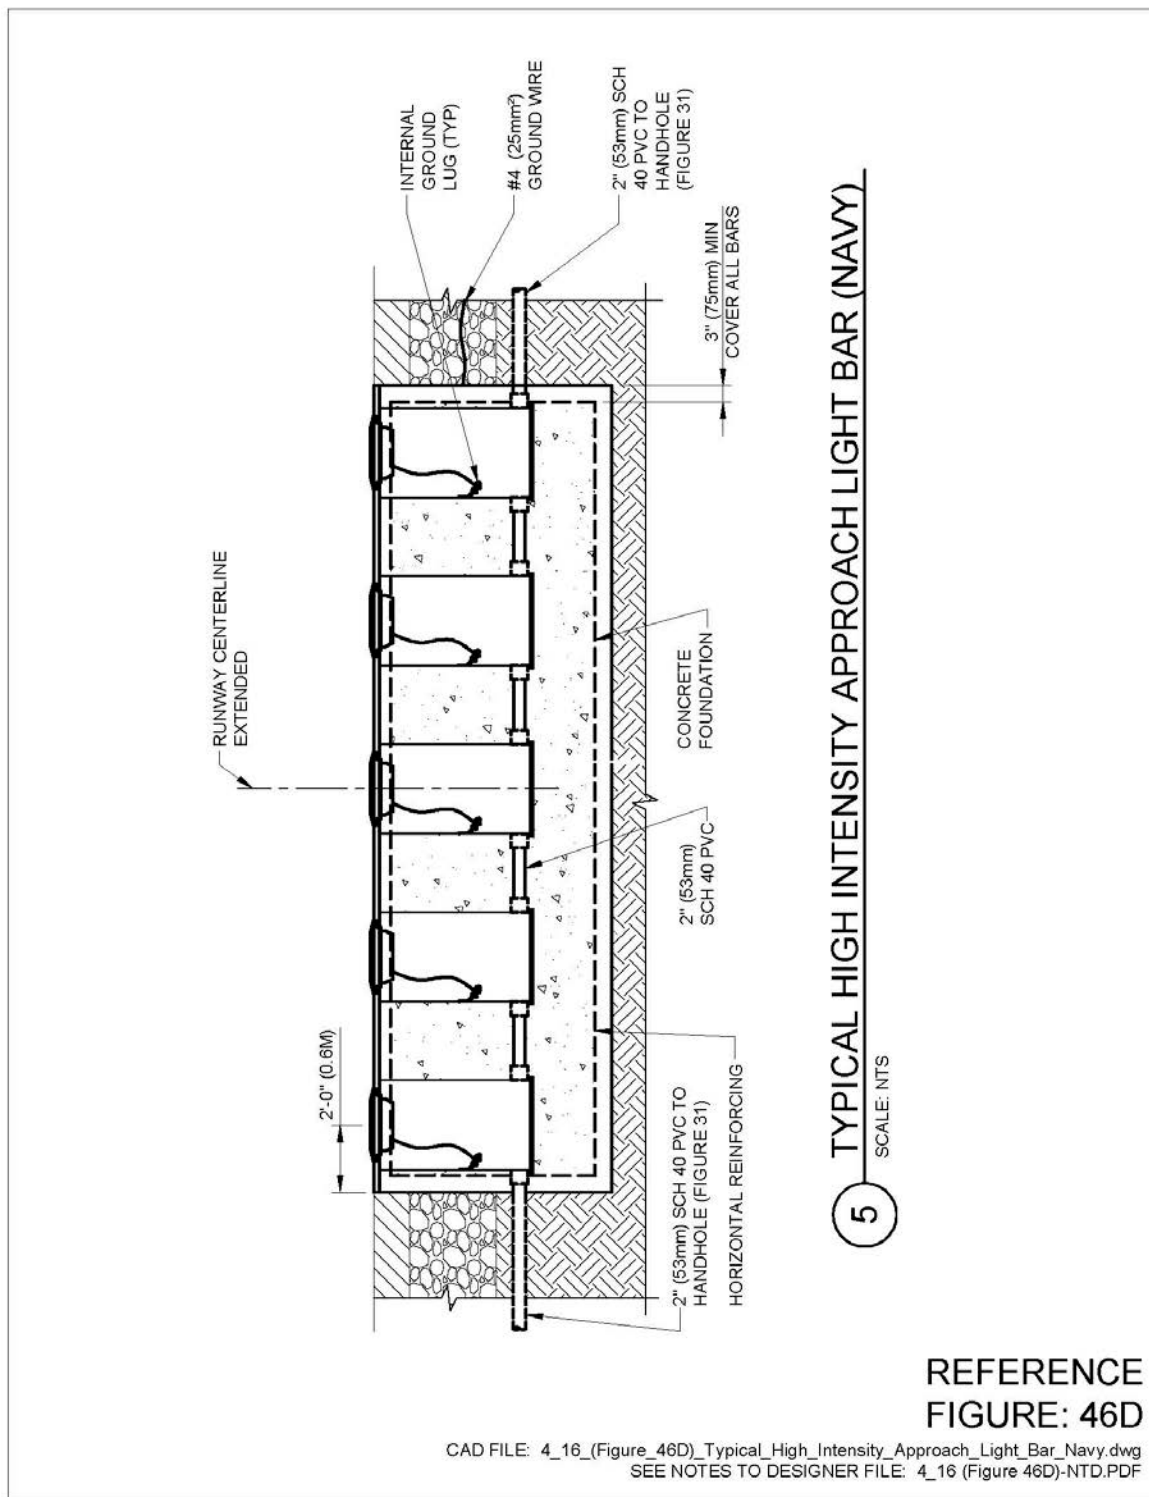 RUNWAY CENTERLINE
EXTENDED
2'-0" (0.6M)
INTERNAL
GROUND
LUG (TYP)
#4 (25mm²)
GROUND WIRE
2" (53mm) SCH
40 PVC TO
HANDHOLE
(FIGURE 31)
3" (75mm) MIN
COVER ALL BARS
2" (53mm) SCH 40 PVC TO
HANDHOLE (FIGURE 31)
HORIZONTAL REINFORCING
2" (53mm)
SCH 40 PVC
CONCRETE
FOUNDATION
5
TYPICAL HIGH INTENSITY APPROACH LIGHT BAR (NAVY)
SCALE: NTS
REFERENCE
FIGURE: 46D
CAD FILE: 4_16_(Figure_46D)_Typical_High_Intensity_Approach_Light_Bar_Navy.dwg
SEE NOTES TO DESIGNER FILE: 4_16 (Figure 46D)-NTD.PDF